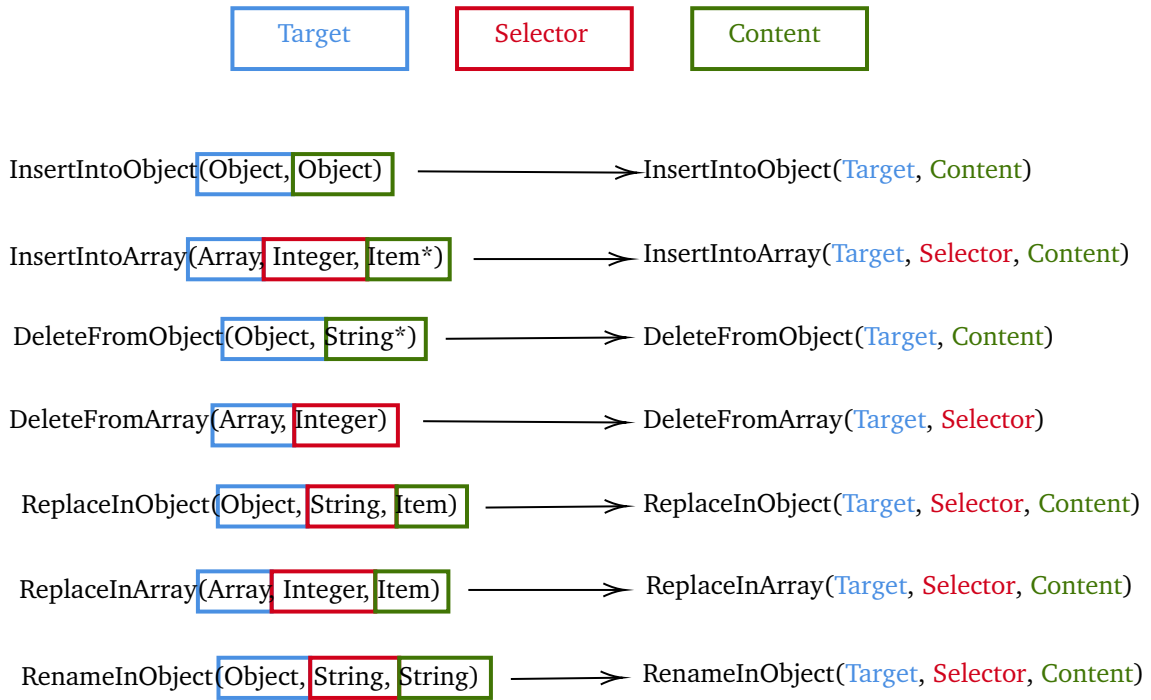 Target Selector Content
InsertIntoObject(Object, Object) InsertIntoObject(Target, Content)
InsertIntoArray(Array, Integer, Item*) InsertIntoArray(Target, Selector, Content)
DeleteFromObject(Object, String*) DeleteFromObject(Target, Content)
DeleteFromArray(Array, Integer) DeleteFromArray(Target, Selector)
ReplaceInObject(Object, String, Item) ReplaceInObject(Target, Selector, Content)
ReplaceInArray(Array, Integer, Item) ReplaceInArray(Target, Selector, Content)
RenameInObject(Object, String, String) RenameInObject(Target, Selector, Content)